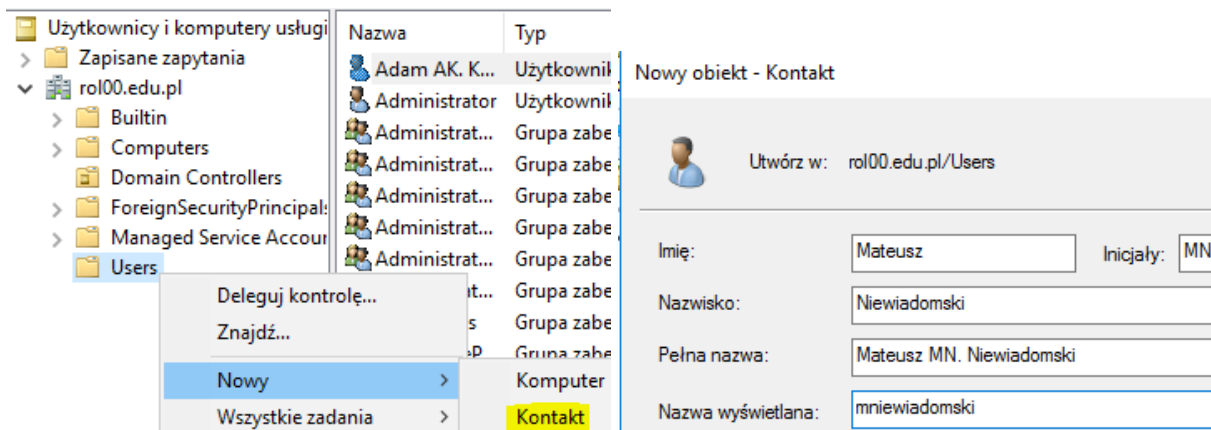 Użytkownicy i komputery usługi
Zapisane zapytania
rol00.edu.pl
Builtin
Computers
Domain Controllers
ForeignSecurityPrincipals
Managed Service Accour
Users
Nazwa Typ
Adam AK. K... Użytkownik
Administrator Użytkownik
Administrat... Grupa zabe
Administrat... Grupa zabe
Administrat... Grupa zabe
Administrat... Grupa zabe
Administrat... Grupa zabe
t... Grupa zabe
s Grupa zabe
Grupa zabe
Deleguj kontrolę...
Znajdź...
Nowy
Wszystkie zadania
Komputer
Kontakt
Nowy obiekt - Kontakt
Utwórz w: rol00.edu.pl/Users
Imię: Mateusz Inicjały: MN
Nazwisko: Niewiadomski
Pełna nazwa: Mateusz MN. Niewiadomski
Nazwa wyświetlana: mniewiadomski